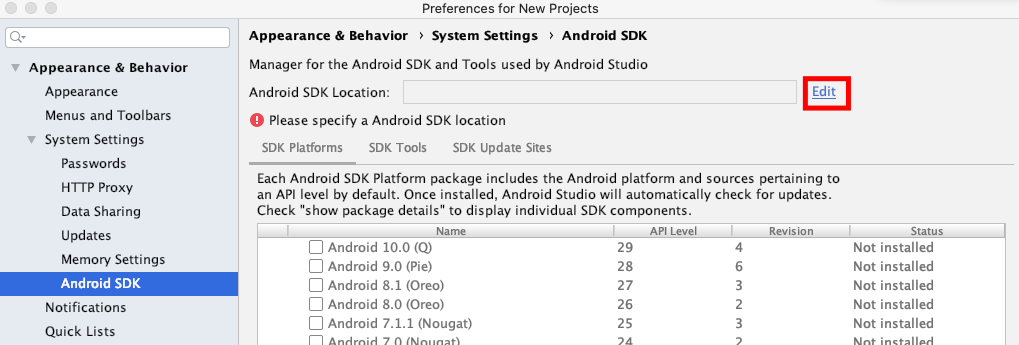 Preferences for New Projects
Appearance & Behavior
Appearance
Menus and Toolbars
System Settings
Passwords
HTTP Proxy
Data Sharing
Updates
Memory Settings
Android SDK
Notifications
Quick Lists
Appearance & Behavior › System Settings › Android SDK
Manager for the Android SDK and Tools used by Android Studio
Android SDK Location: Edit
Please specify a Android SDK location
SDK Platforms SDK Tools SDK Update Sites
Each Android SDK Platform package includes the Android platform and sources pertaining to
an API level by default. Once installed, Android Studio will automatically check for updates.
Check "show package details" to display individual SDK components.
Name API Level Revision Status
Android 10.0 (Q) 29 4 Not installed
Android 9.0 (Pie) 28 6 Not installed
Android 8.1 (Oreo) 27 3 Not installed
Android 8.0 (Oreo) 26 2 Not installed
Android 7.1.1 (Nougat) 25 3 Not installed
Android 7.0 (Nougat) 24 2 Not installed